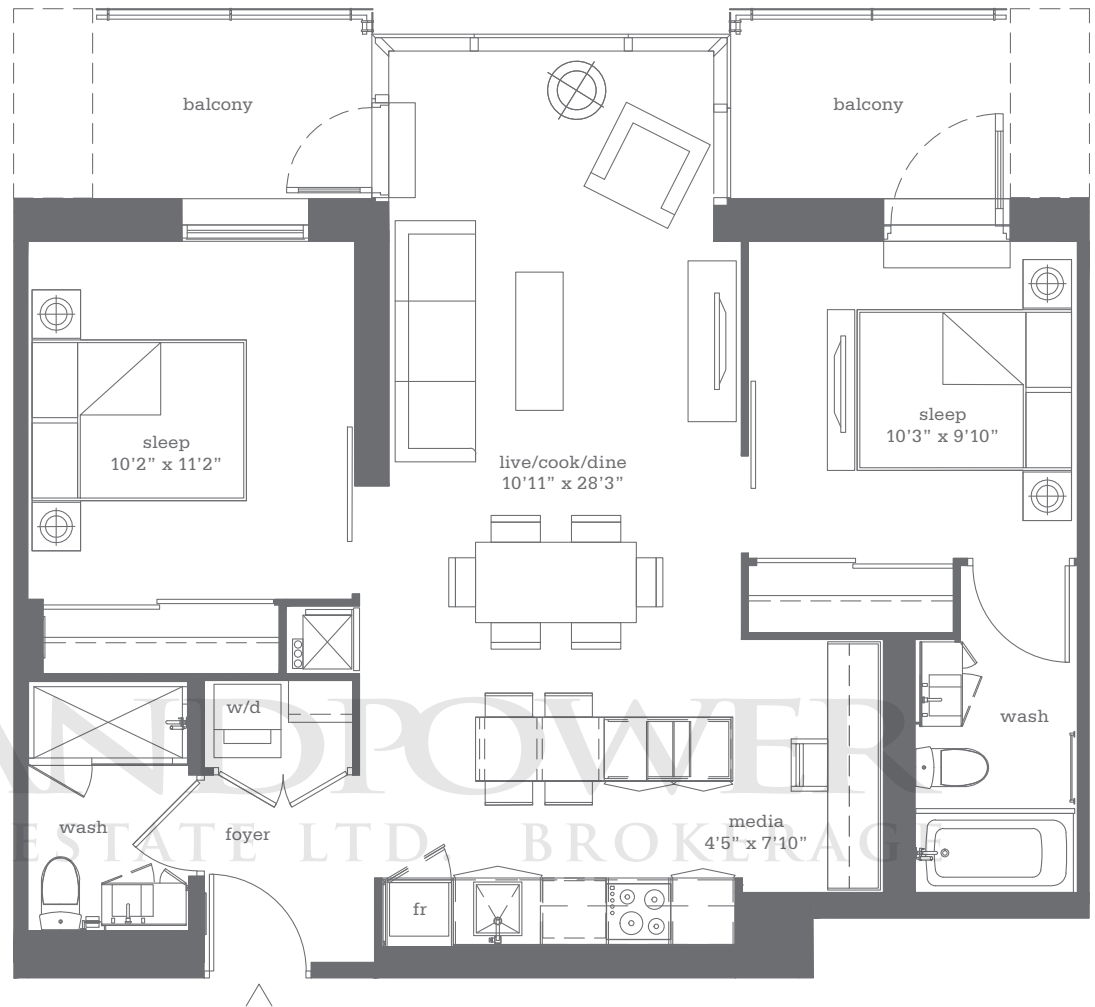 balcony
balcony
sleep
10'2" x 11'2"
sleep
10'3" x 9'10"
live/cook/dine
10'11" x 28'3"
w/d
wash
wash
foyer
media
4'5" x 7'10"
fr
ANDPOWER
ESTATE LTD BROKERAGE